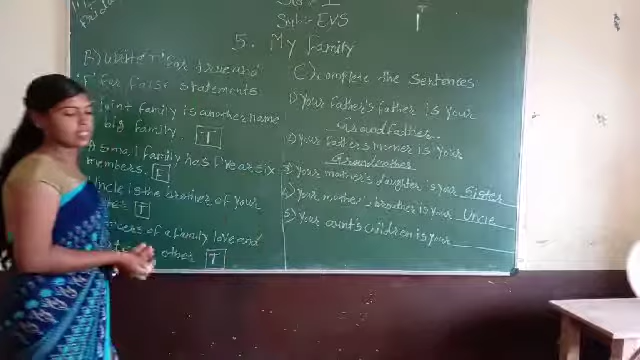 Std:- I
Sub:- EVS
5. My Family
B) Write 'T' for true and
'F' for false statements
Joint family is another name
big family. T
A small family has five or six
members. F
Uncle is the brother of your
T
of a family love and
other T
C) Complete the Sentences
1) Your father's father is your
Grandfather.
2) Your father's mother is your
3) Your mother's daughter is your Sister
4) Your mother's brother is your Uncle
5) Your aunt's children is your